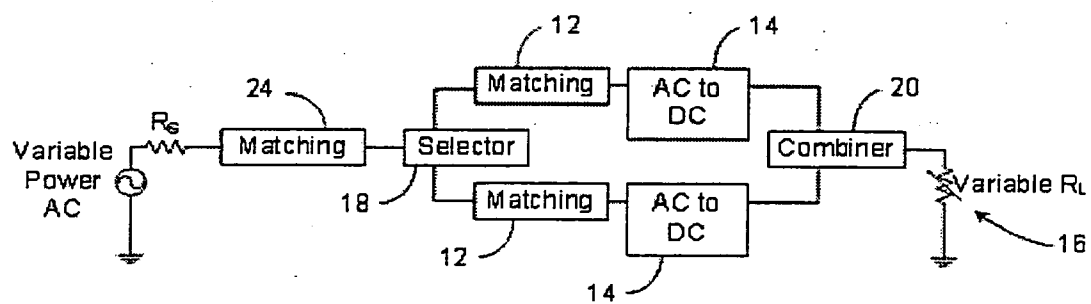 12
14
24
20
RG
Matching
AC to
DC
Variable
Power
AC
Matching
Selector
Combiner
Variable RL
18
Matching
AC to
DC
16
12
14